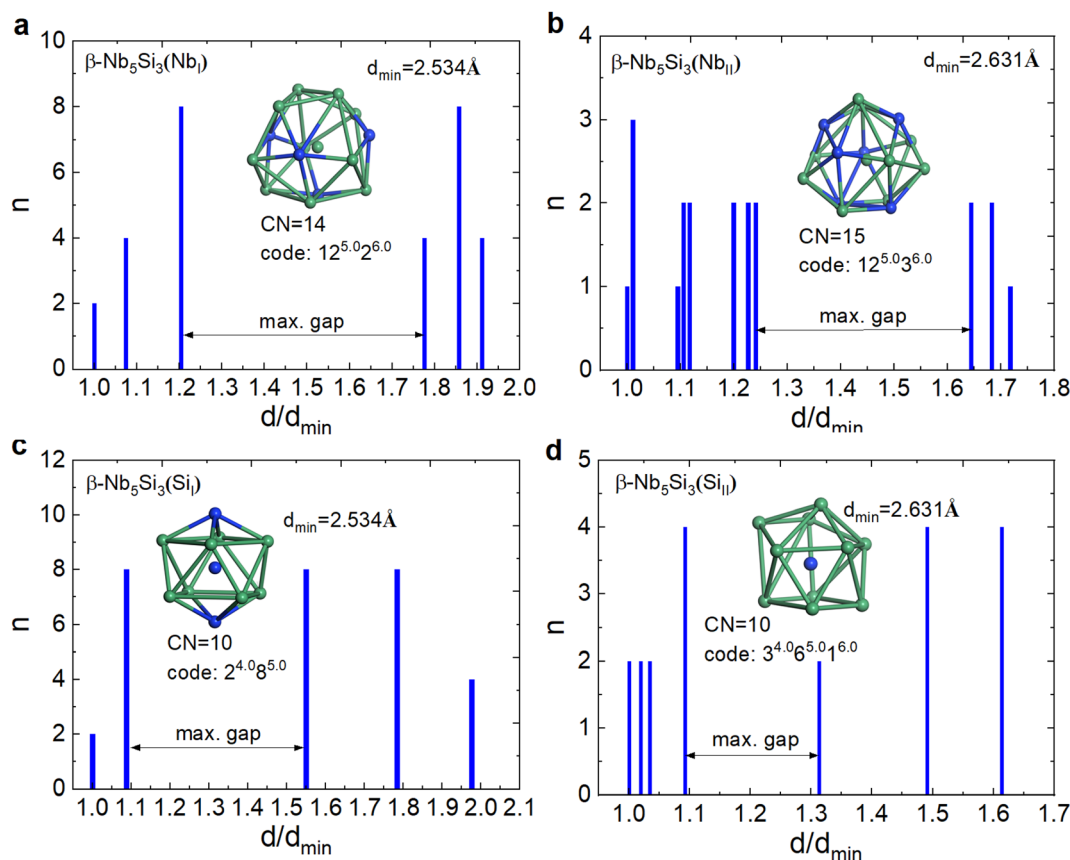 a
β-Nb5Si3(NbI)
dmin=2.534Å
CN=14
code: 12^5.0 2^6.0
max. gap
n
10
8
6
4
2
0
1.0 1.1 1.2 1.3 1.4 1.5 1.6 1.7 1.8 1.9 2.0
d/dmin
b
β-Nb5Si3(NbII)
dmin=2.631Å
CN=15
code: 12^5.0 3^6.0
max. gap
n
4
3
2
1
0
1.0 1.1 1.2 1.3 1.4 1.5 1.6 1.7 1.8
d/dmin
c
β-Nb5Si3(SiI)
dmin=2.534Å
CN=10
code: 2^4.0 8^5.0
max. gap
n
12
10
8
6
4
2
0
1.0 1.1 1.2 1.3 1.4 1.5 1.6 1.7 1.8 1.9 2.0 2.1
d/dmin
d
β-Nb5Si3(SiII)
dmin=2.631Å
CN=10
code: 3^4.0 6^5.0 1^6.0
max. gap
n
5
4
3
2
1
0
1.0 1.1 1.2 1.3 1.4 1.5 1.6 1.7
d/dmin